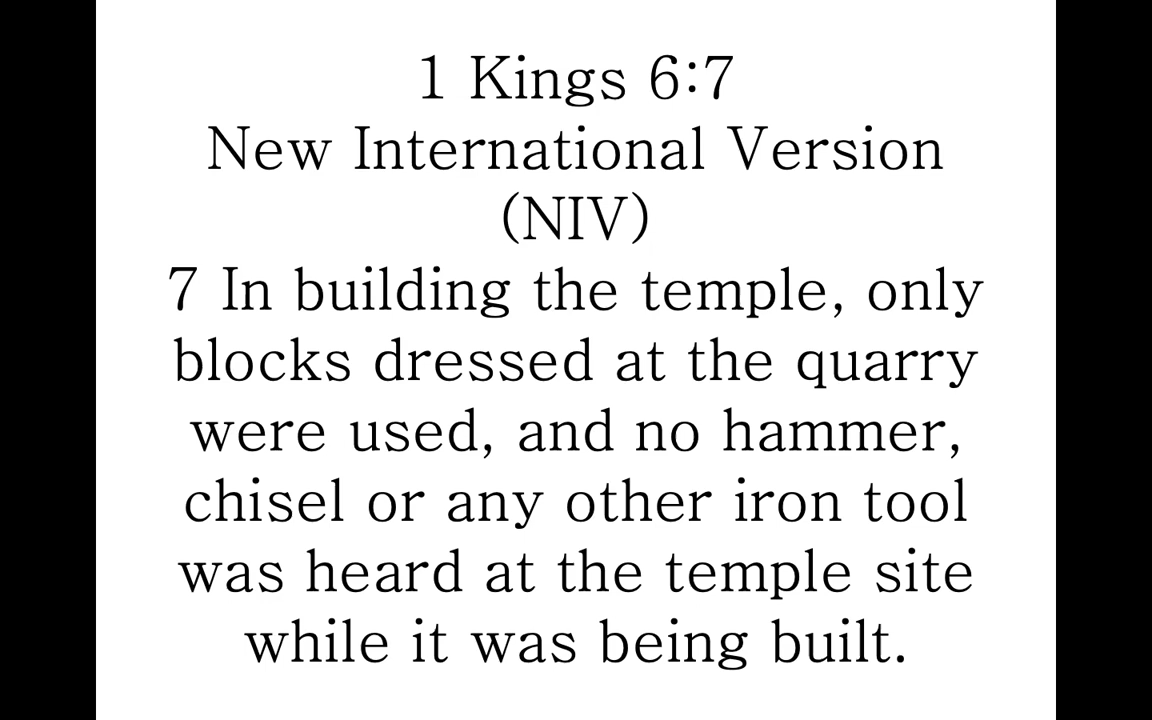 1 Kings 6:7
New International Version
(NIV)
7 In building the temple, only
blocks dressed at the quarry
were used, and no hammer,
chisel or any other iron tool
was heard at the temple site
while it was being built.